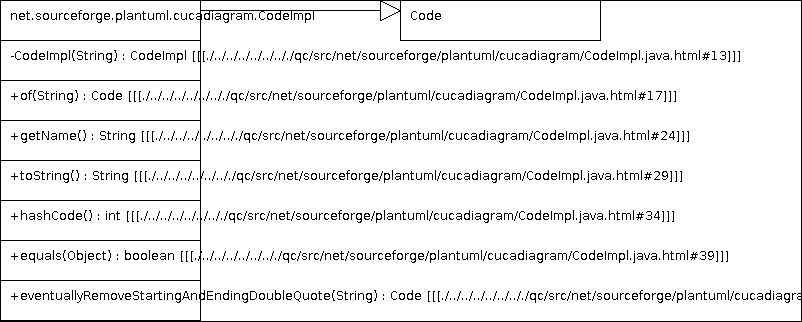 net.sourceforge.plantuml.cucadiagram.CodeImpl
Code
-CodeImpl(String) : CodeImpl [[[./../../../../../../../qc/src/net/sourceforge/plantuml/cucadiagram/CodeImpl.java.html#13]]]
+of(String) : Code [[[./../../../../../../../qc/src/net/sourceforge/plantuml/cucadiagram/CodeImpl.java.html#17]]]
+getName() : String [[[./../../../../../../../qc/src/net/sourceforge/plantuml/cucadiagram/CodeImpl.java.html#24]]]
+toString() : String [[[./../../../../../../../qc/src/net/sourceforge/plantuml/cucadiagram/CodeImpl.java.html#29]]]
+hashCode() : int [[[./../../../../../../../qc/src/net/sourceforge/plantuml/cucadiagram/CodeImpl.java.html#34]]]
+equals(Object) : boolean [[[./../../../../../../../qc/src/net/sourceforge/plantuml/cucadiagram/CodeImpl.java.html#39]]]
+eventuallyRemoveStartingAndEndingDoubleQuote(String) : Code [[[./../../../../../../../qc/src/net/sourceforge/plantuml/cucadiagra